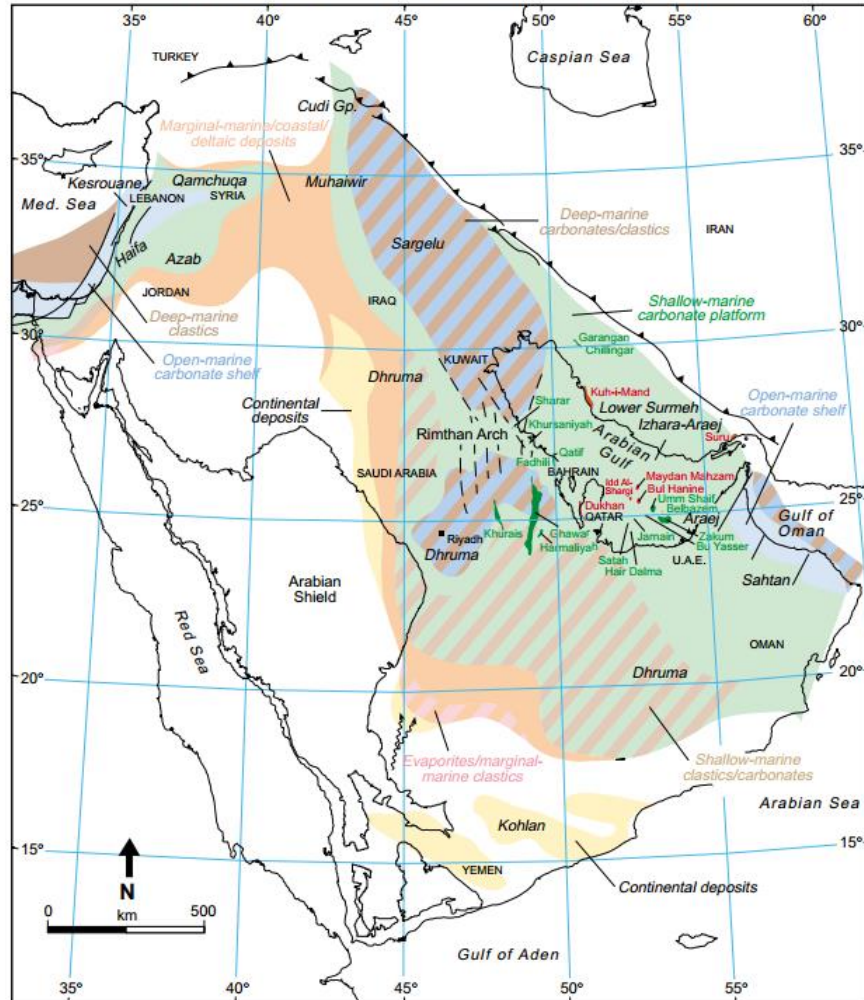 35°
40°
45°
50°
55°
60°
TURKEY
Caspian Sea
Cudi Gp.
Marginal-marine/coastal/
deltaic deposits
35°
35°
Kesrouane
Qamchuqa
Muhaiwir
LEBANON
SYRIA
Med. Sea
Deep-marine
carbonates/clastics
IRAN
Haifa
Sargelu
Azab
JORDAN
IRAQ
Shallow-marine
carbonate platform
Deep-marine
clastics
30°
30°
Garangan
Chillingar
Open-marine
carbonate shelf
KUWAIT
Dhruma
Kuh-i-Mand
Open-marine
carbonate shelf
Continental
deposits
Sharar
Lower Surmeh
Izhara-Araej
Rimthan Arch
Khursaniyah
Arabian
Gulf
Suru
Qatif
Fadhili
SAUDI ARABIA
BAHRAIN
Idd Al-
Shargi
Maydan Mahzam
Bul Hanine
25°
25°
Umm Shaif
Belbazem
Dukhan
QATAR
Araej
Gulf of
Oman
Riyadh
Khurais
Ghawar
Jarnain
Zakum
Bu Yasser
Dhruma
Harmaliyah
Satah
Hair Dalma
U.A.E.
Sahtan
Arabian
Shield
Red Sea
OMAN
20°
20°
Dhruma
Evaporites/marginal-
marine clastics
Shallow-marine
clastics/carbonates
Arabian Sea
15°
15°
Kohlan
YEMEN
Continental deposits
N
0
km
500
Gulf of Aden
35°
40°
45°
50°
55°